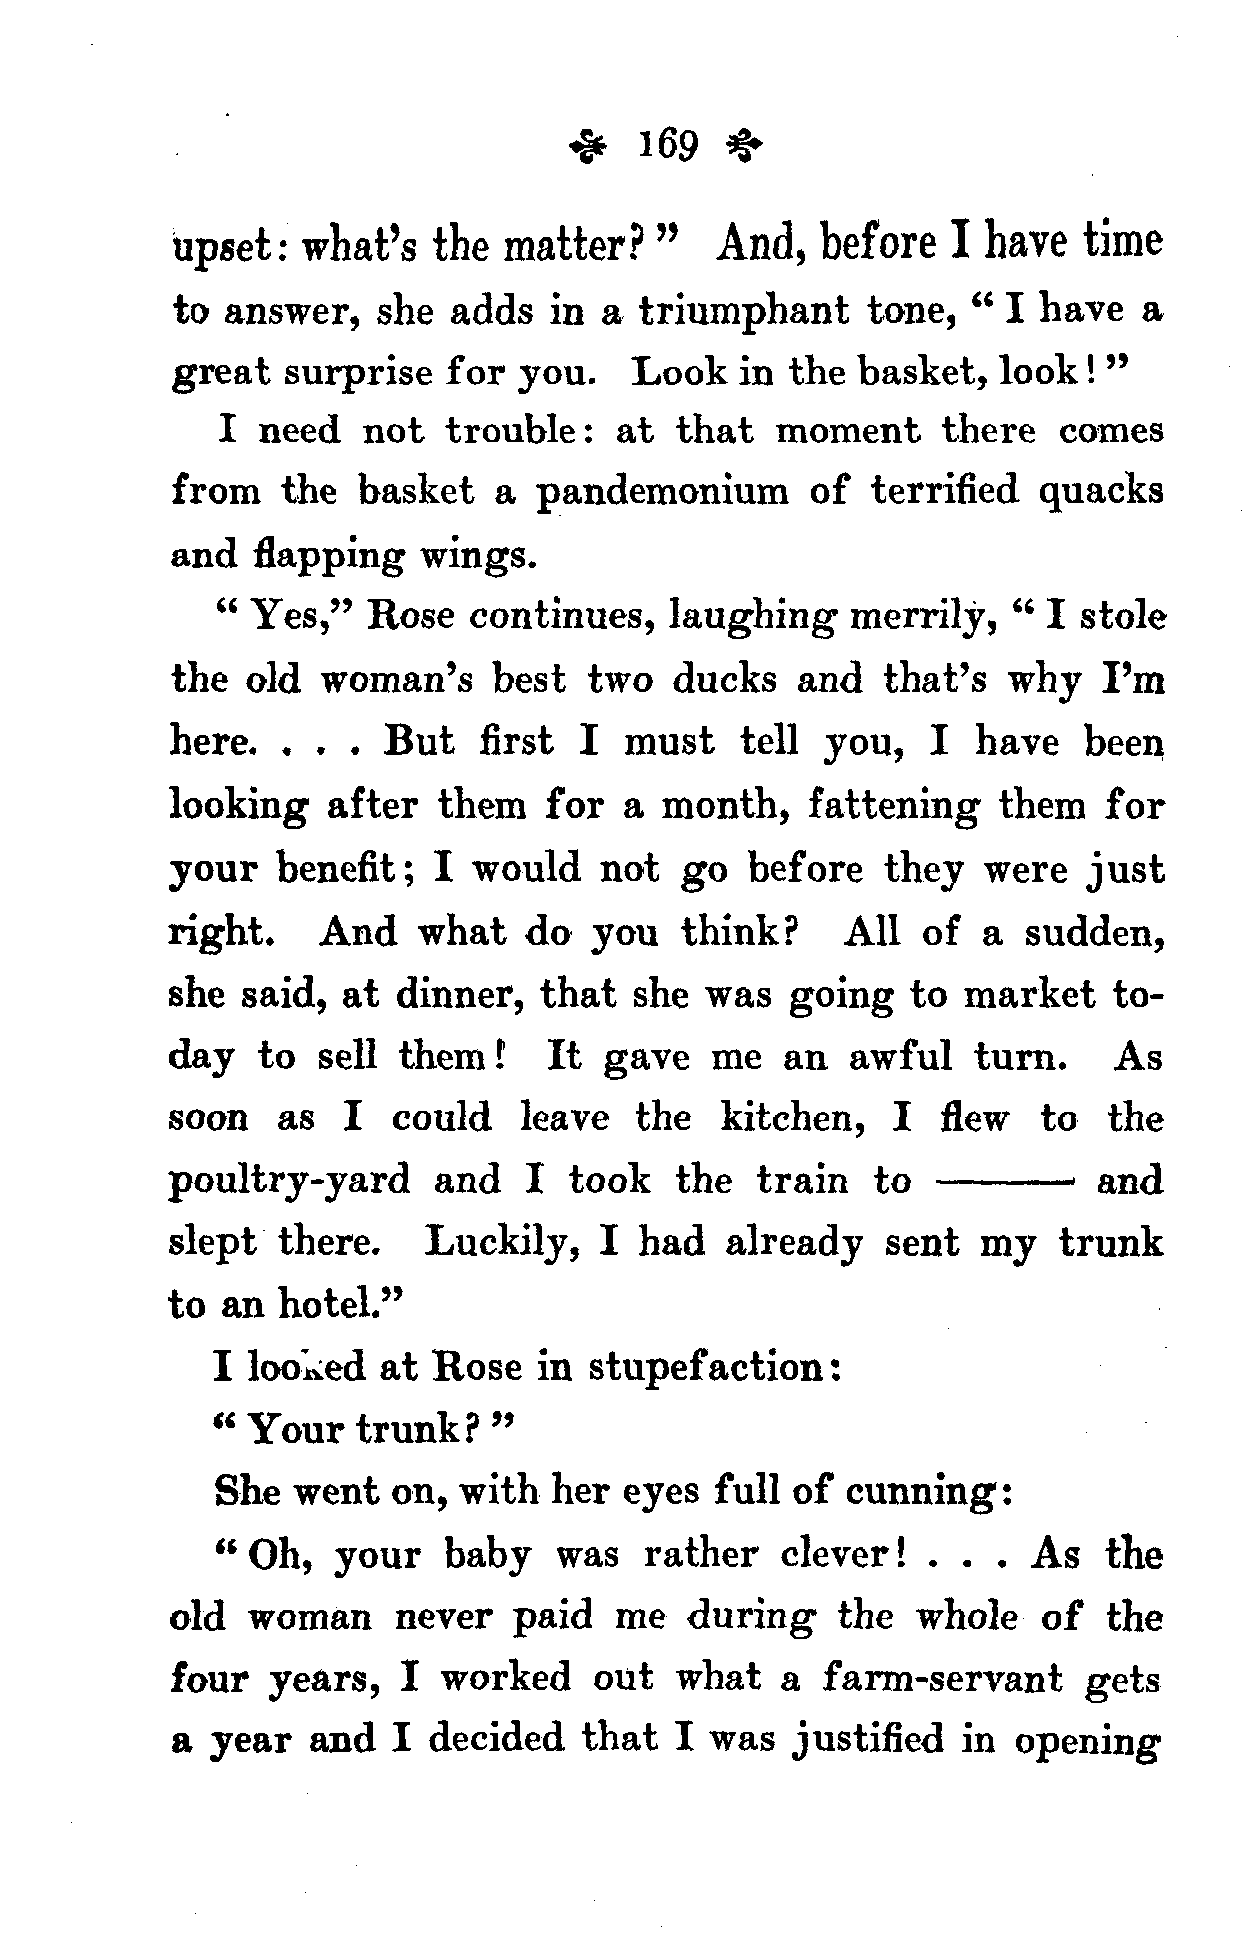 169
upset: what's the matter?" And, before I have time
to answer, she adds in a triumphant tone, "I have a
great surprise for you. Look in the basket, look!"
I need not trouble: at that moment there comes
from the basket a pandemonium of terrified quacks
and flapping wings.
"Yes," Rose continues, laughing merrily, "I stole
the old woman's best two ducks and that's why I'm
here. . . . But first I must tell you, I have been
looking after them for a month, fattening them for
your benefit; I would not go before they were just
right. And what do you think? All of a sudden,
she said, at dinner, that she was going to market to-
day to sell them! It gave me an awful turn. As
soon as I could leave the kitchen, I flew to the
poultry-yard and I took the train to ——— and
slept there. Luckily, I had already sent my trunk
to an hotel."
I looked at Rose in stupefaction:
"Your trunk?"
She went on, with her eyes full of cunning:
"Oh, your baby was rather clever! . . . As the
old woman never paid me during the whole of the
four years, I worked out what a farm-servant gets
a year and I decided that I was justified in opening